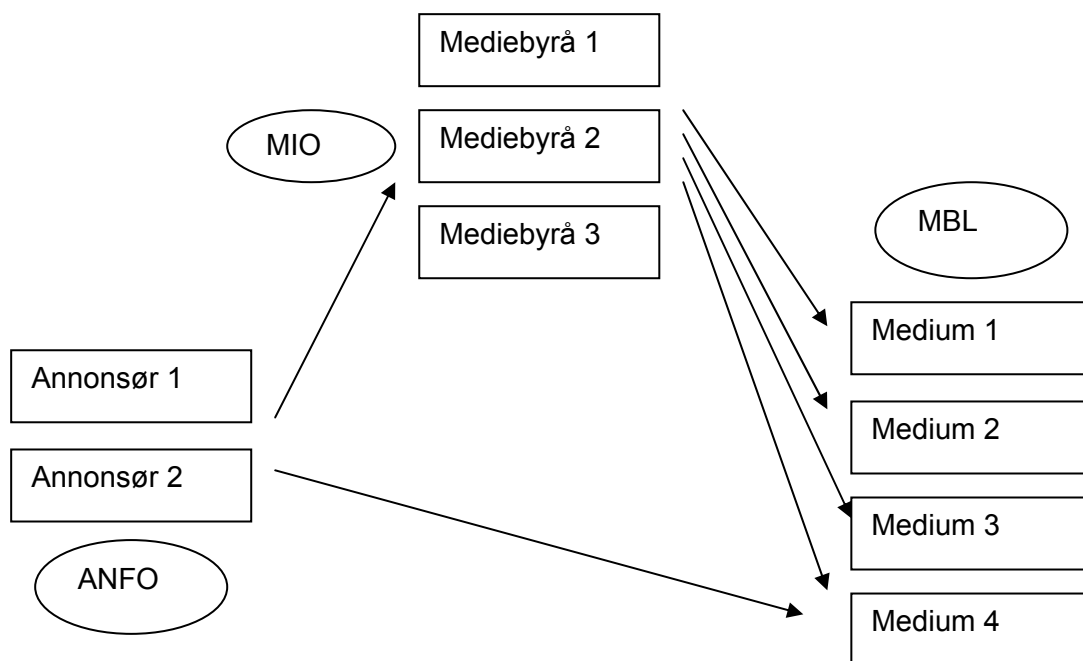 Mediebyrå 1
MIO
Mediebyrå 2
Mediebyrå 3
MBL
Medium 1
Annonsør 1
Medium 2
Annonsør 2
Medium 3
ANFO
Medium 4